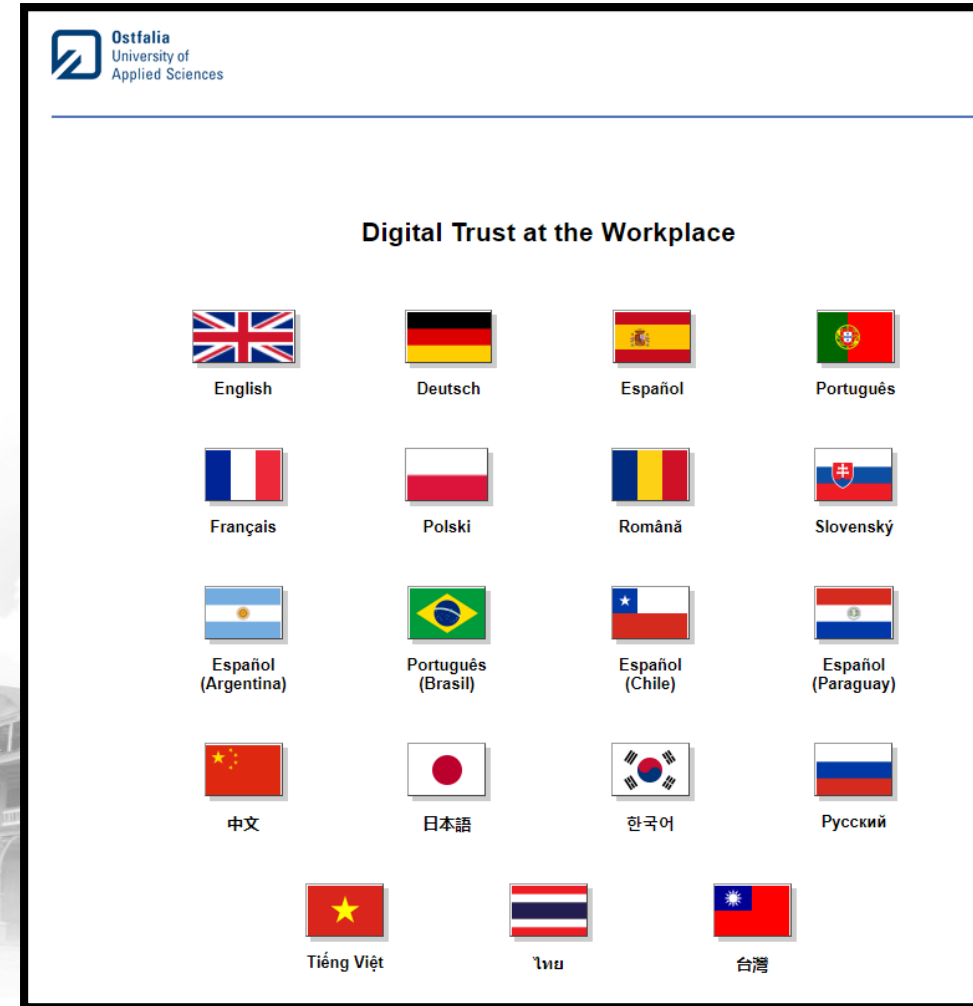 Ostfalia
University of
Applied Sciences
Digital Trust at the Workplace
English
Deutsch
Español
Português
Français
Polski
Română
Slovenský
Español
(Argentina)
Português
(Brasil)
Español
(Chile)
Español
(Paraguay)
中文
日本語
한국어
Русский
Tiếng Việt
ไทย
台灣